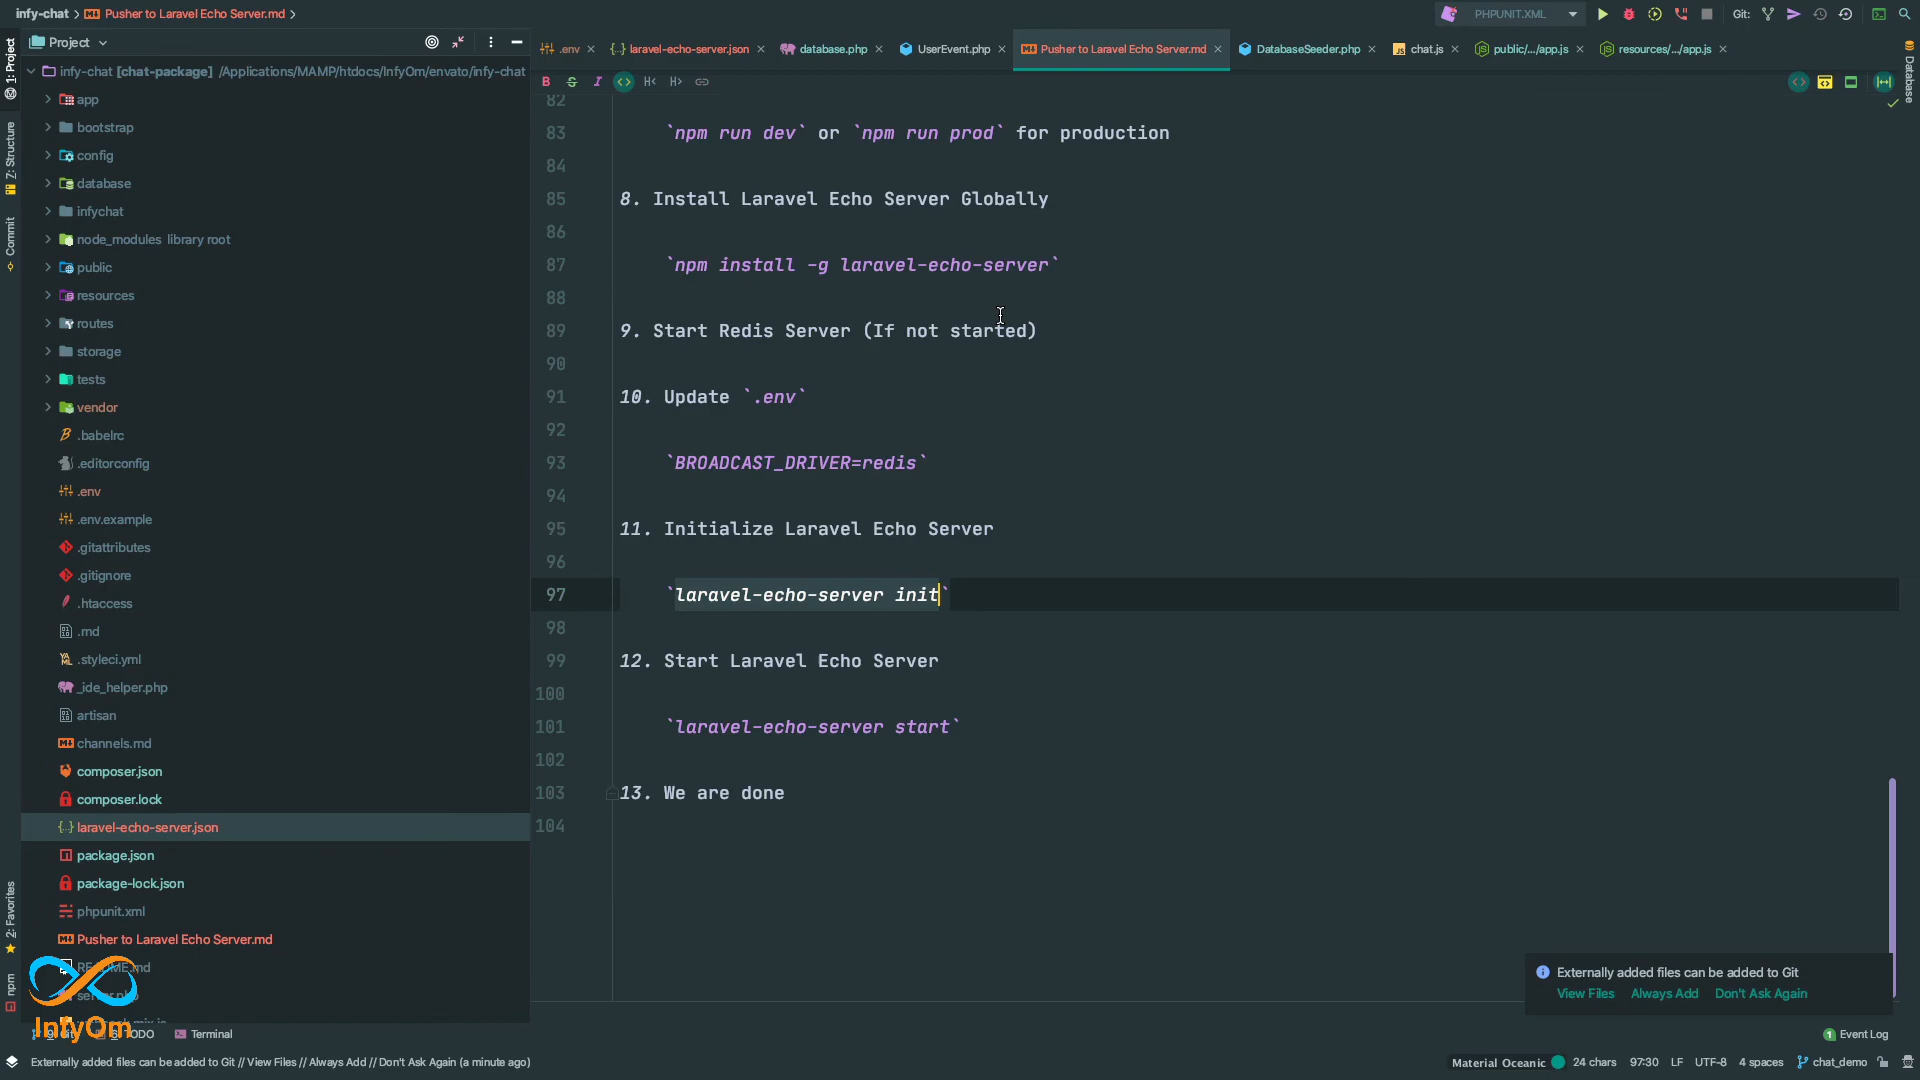 infy-chat > Pusher to Laravel Echo Server.md
PHPUNIT.XML
Git:
Project
.env
laravel-echo-server.json
database.php
UserEvent.php
Pusher to Laravel Echo Server.md
DatabaseSeeder.php
chat.js
public/.../app.js
resources/.../app.js
1: Project
Z: Structure
Commit
2: Favorites
npm
Database
infy-chat [chat-package] /Applications/MAMP/htdocs/InfyOm/envato/infy-chat
app
bootstrap
config
database
infychat
node_modules library root
public
resources
routes
storage
tests
vendor
.babelrc
.editorconfig
.env
.env.example
.gitattributes
.gitignore
.htaccess
.md
.styleci.yml
_ide_helper.php
artisan
channels.md
composer.json
composer.lock
laravel-echo-server.json
package.json
package-lock.json
phpunit.xml
Pusher to Laravel Echo Server.md
InfyOm
B S I <> H< H>
82
83 `npm run dev` or `npm run prod` for production
84
85 8. Install Laravel Echo Server Globally
86
87 `npm install -g laravel-echo-server`
88
89 9. Start Redis Server (If not started)
90
91 10. Update `.env`
92
93 `BROADCAST_DRIVER=redis`
94
95 11. Initialize Laravel Echo Server
96
97 `laravel-echo-server init`
98
99 12. Start Laravel Echo Server
100
101 `laravel-echo-server start`
102
103 13. We are done
104
Externally added files can be added to Git
View Files Always Add Don't Ask Again
TODO
Terminal
1 Event Log
Externally added files can be added to Git // View Files // Always Add // Don't Ask Again (a minute ago)
Material Oceanic 24 chars 97:30 LF UTF-8 4 spaces chat_demo